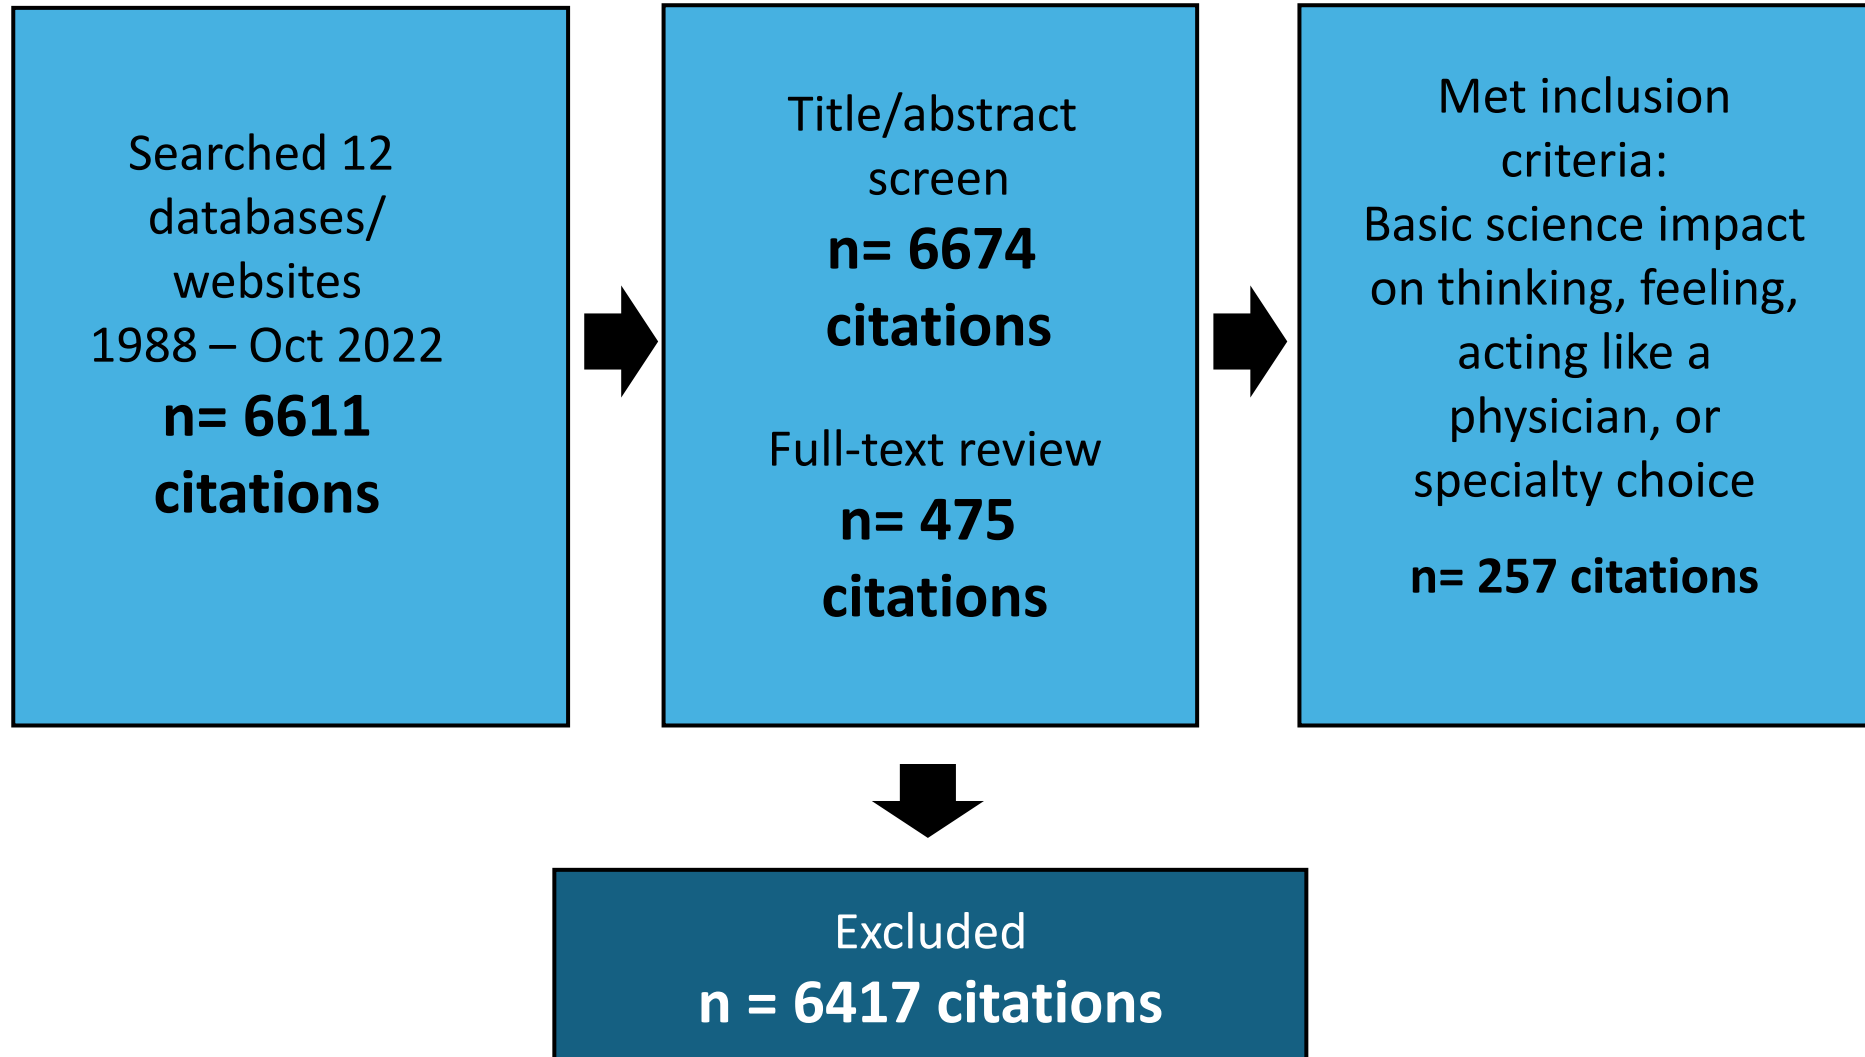 Searched 12
databases/
websites
1988 – Oct 2022
n= 6611
citations
Title/abstract
screen
n= 6674
citations
Full-text review
n= 475
citations
Met inclusion
criteria:
Basic science impact
on thinking, feeling,
acting like a
physician, or
specialty choice
n= 257 citations
Excluded
n = 6417 citations